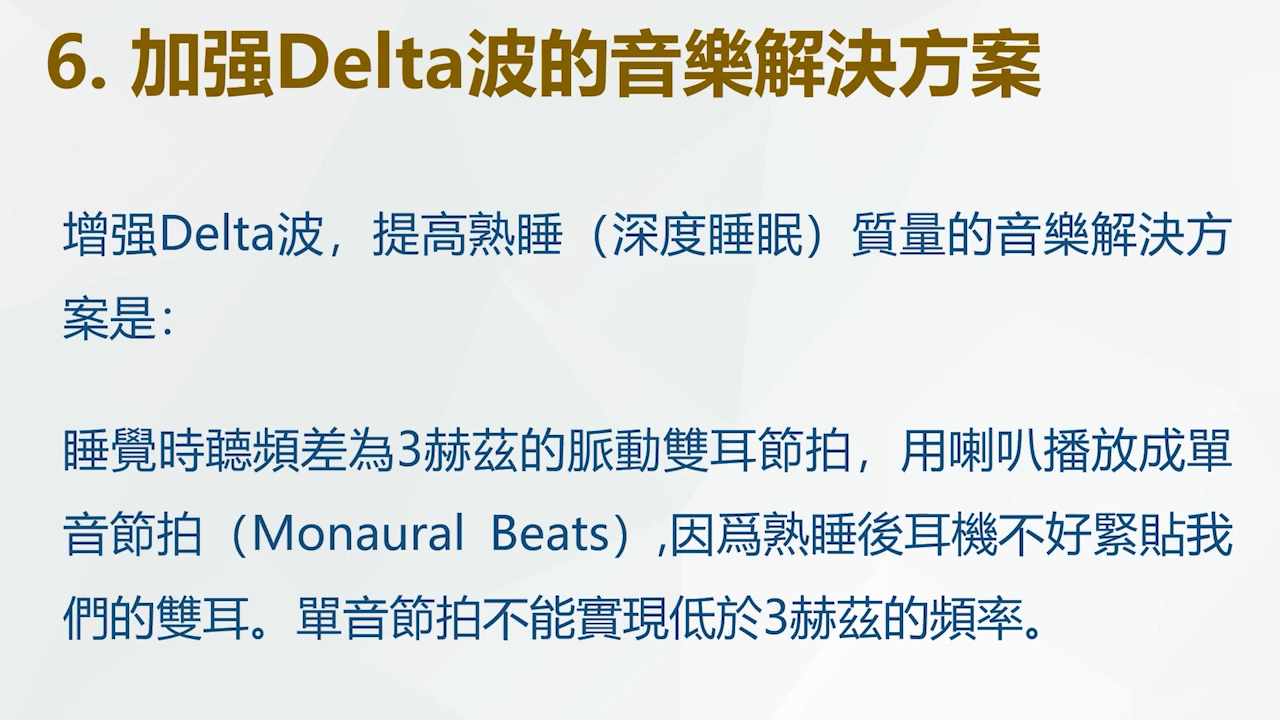 6. 加强Delta波的音樂解決方案
增强Delta波，提高熟睡（深度睡眠）質量的音樂解決方
案是：
睡覺時聽頻差為3赫茲的脈動雙耳節拍，用喇叭播放成單
音節拍（Monaural Beats）,因爲熟睡後耳機不好緊貼我
們的雙耳。單音節拍不能實現低於3赫茲的頻率。